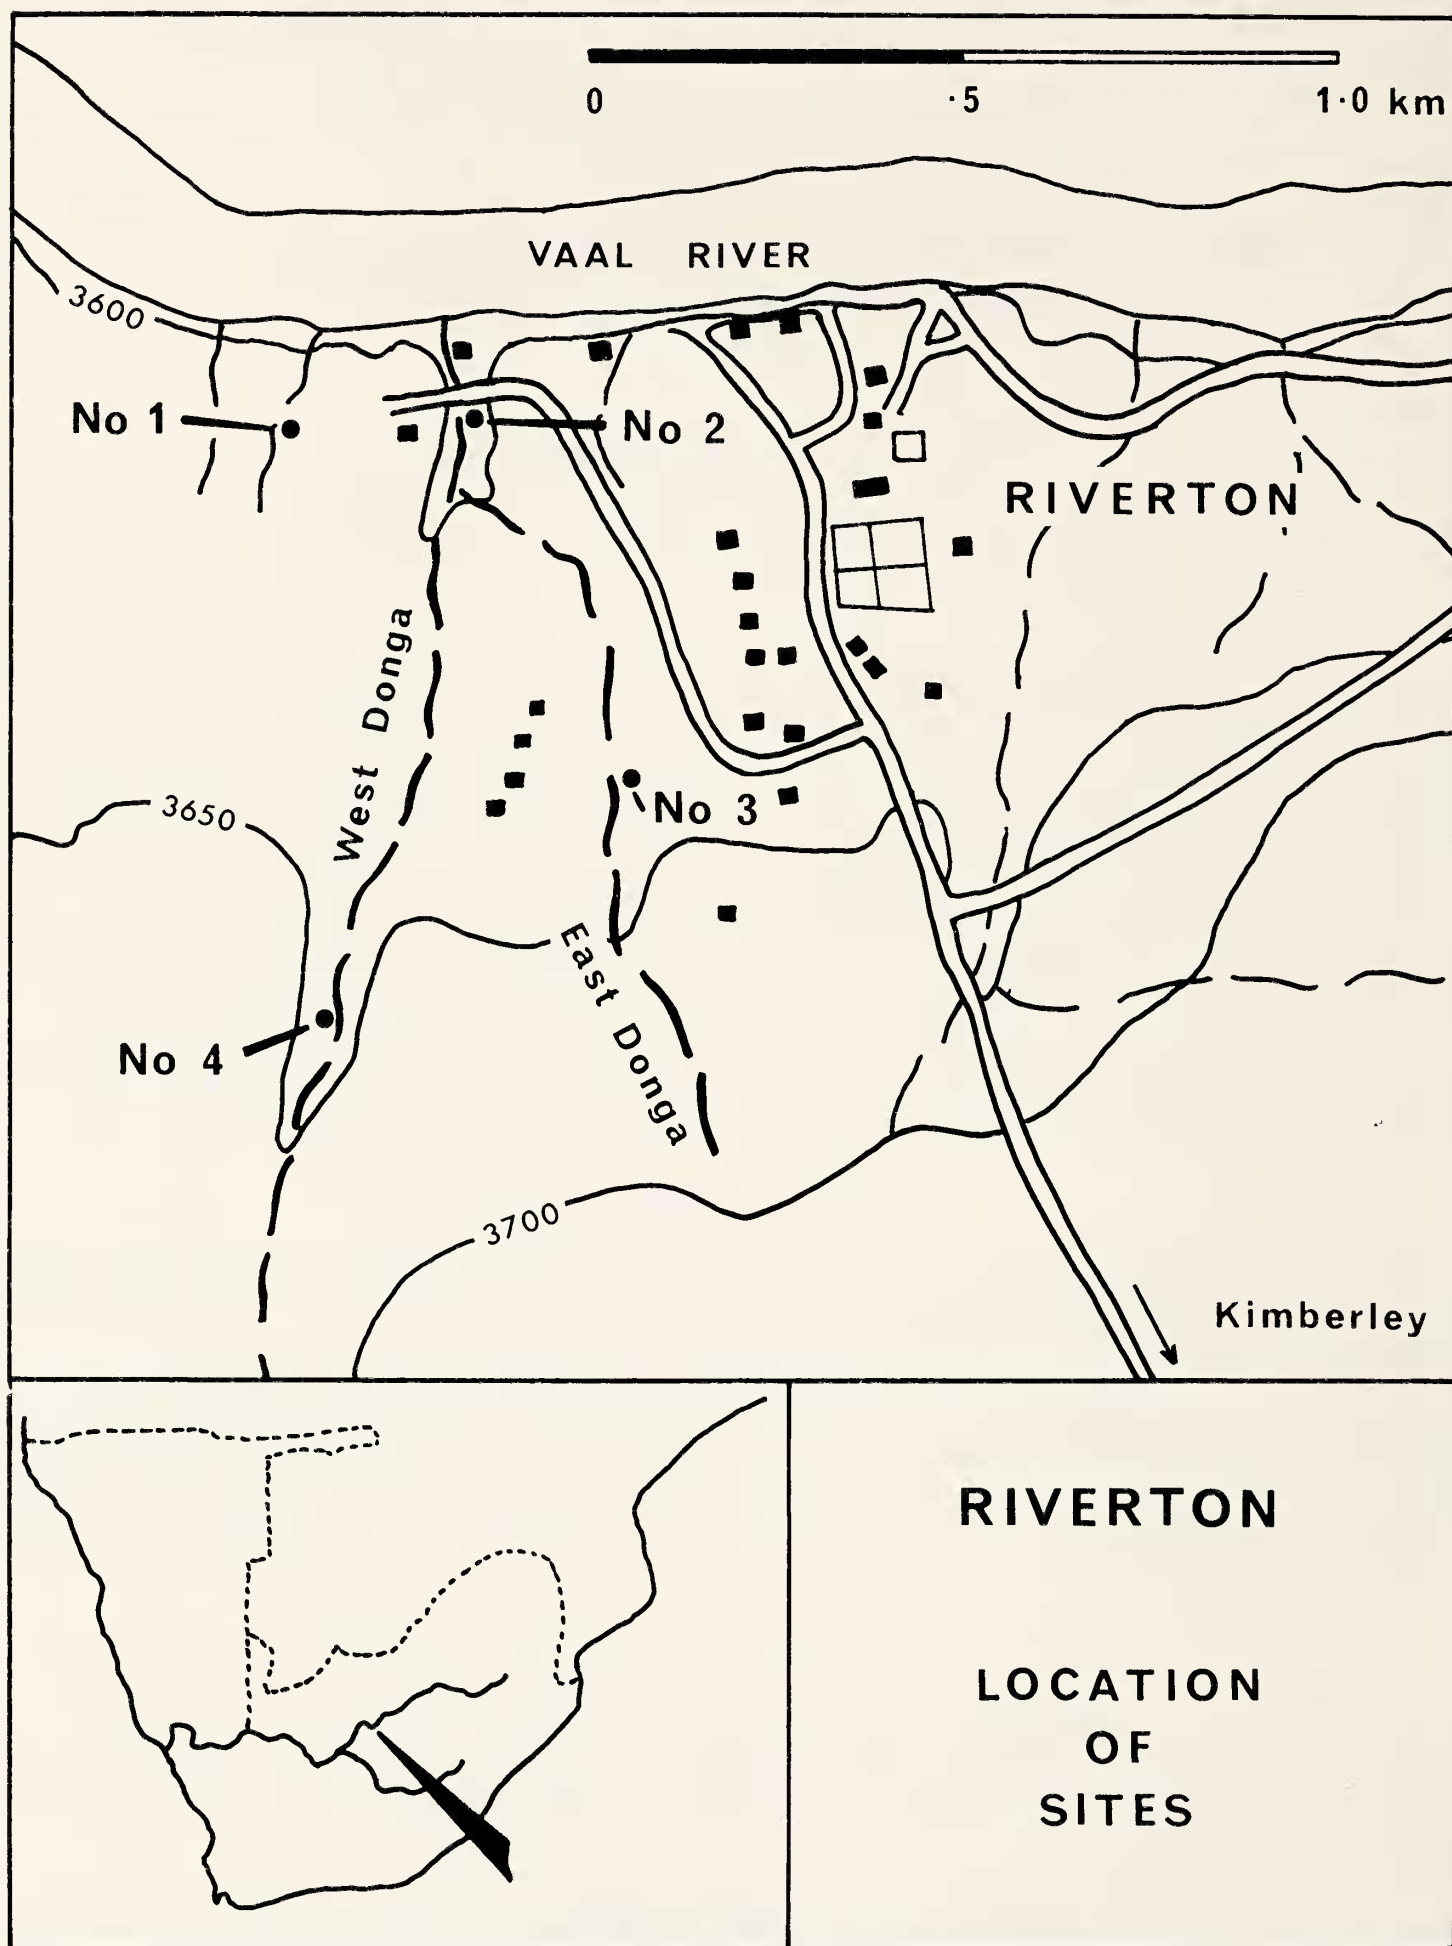 0 ·5 1·0 km
VAAL RIVER
3600
No 1
No 2
RIVERTON
West Donga
3650
No 3
East Donga
No 4
3700
Kimberley
RIVERTON
LOCATION
OF
SITES